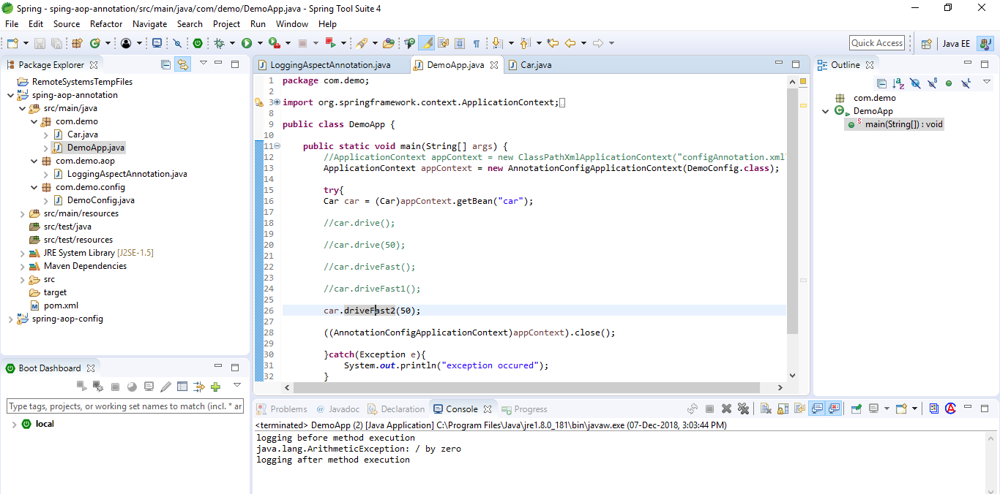 Spring - sping-aop-annotation/src/main/java/com/demo/DemoApp.java - Spring Tool Suite 4
File Edit Source Refactor Navigate Search Project Run Window Help
Quick Access
Java EE
Package Explorer
RemoteSystemsTempFiles
sping-aop-annotation
src/main/java
com.demo
Car.java
DemoApp.java
com.demo.aop
LoggingAspectAnnotation.java
com.demo.config
DemoConfig.java
src/main/resources
src/test/java
src/test/resources
JRE System Library [J2SE-1.5]
Maven Dependencies
src
target
pom.xml
spring-aop-config
Boot Dashboard
Type tags, projects, or working set names to match (incl. * ar
local
LoggingAspectAnnotation.java DemoApp.java Car.java
1 package com.demo;
2
3 import org.springframework.context.ApplicationContext;
8
9 public class DemoApp {
10
11 public static void main(String[] args) {
12 //ApplicationContext appContext = new ClassPathXmlApplicationContext("configAnnotation.xml"
13 ApplicationContext appContext = new AnnotationConfigApplicationContext(DemoConfig.class);
14
15 try{
16 Car car = (Car)appContext.getBean("car");
17
18 //car.drive();
19
20 //car.drive(50);
21
22 //car.driveFast();
23
24 //car.driveFast1();
25
26 car.driveFast2(50);
27
28 ((AnnotationConfigApplicationContext)appContext).close();
29
30 }catch(Exception e){
31 System.out.println("exception occured");
32 }
Outline
com.demo
DemoApp
main(String[]) : void
Problems Javadoc Declaration Console Progress
<terminated> DemoApp (2) [Java Application] C:\Program Files\Java\jre1.8.0_181\bin\javaw.exe (07-Dec-2018, 3:03:44 PM)
logging before method execution
java.lang.ArithmeticException: / by zero
logging after method execution